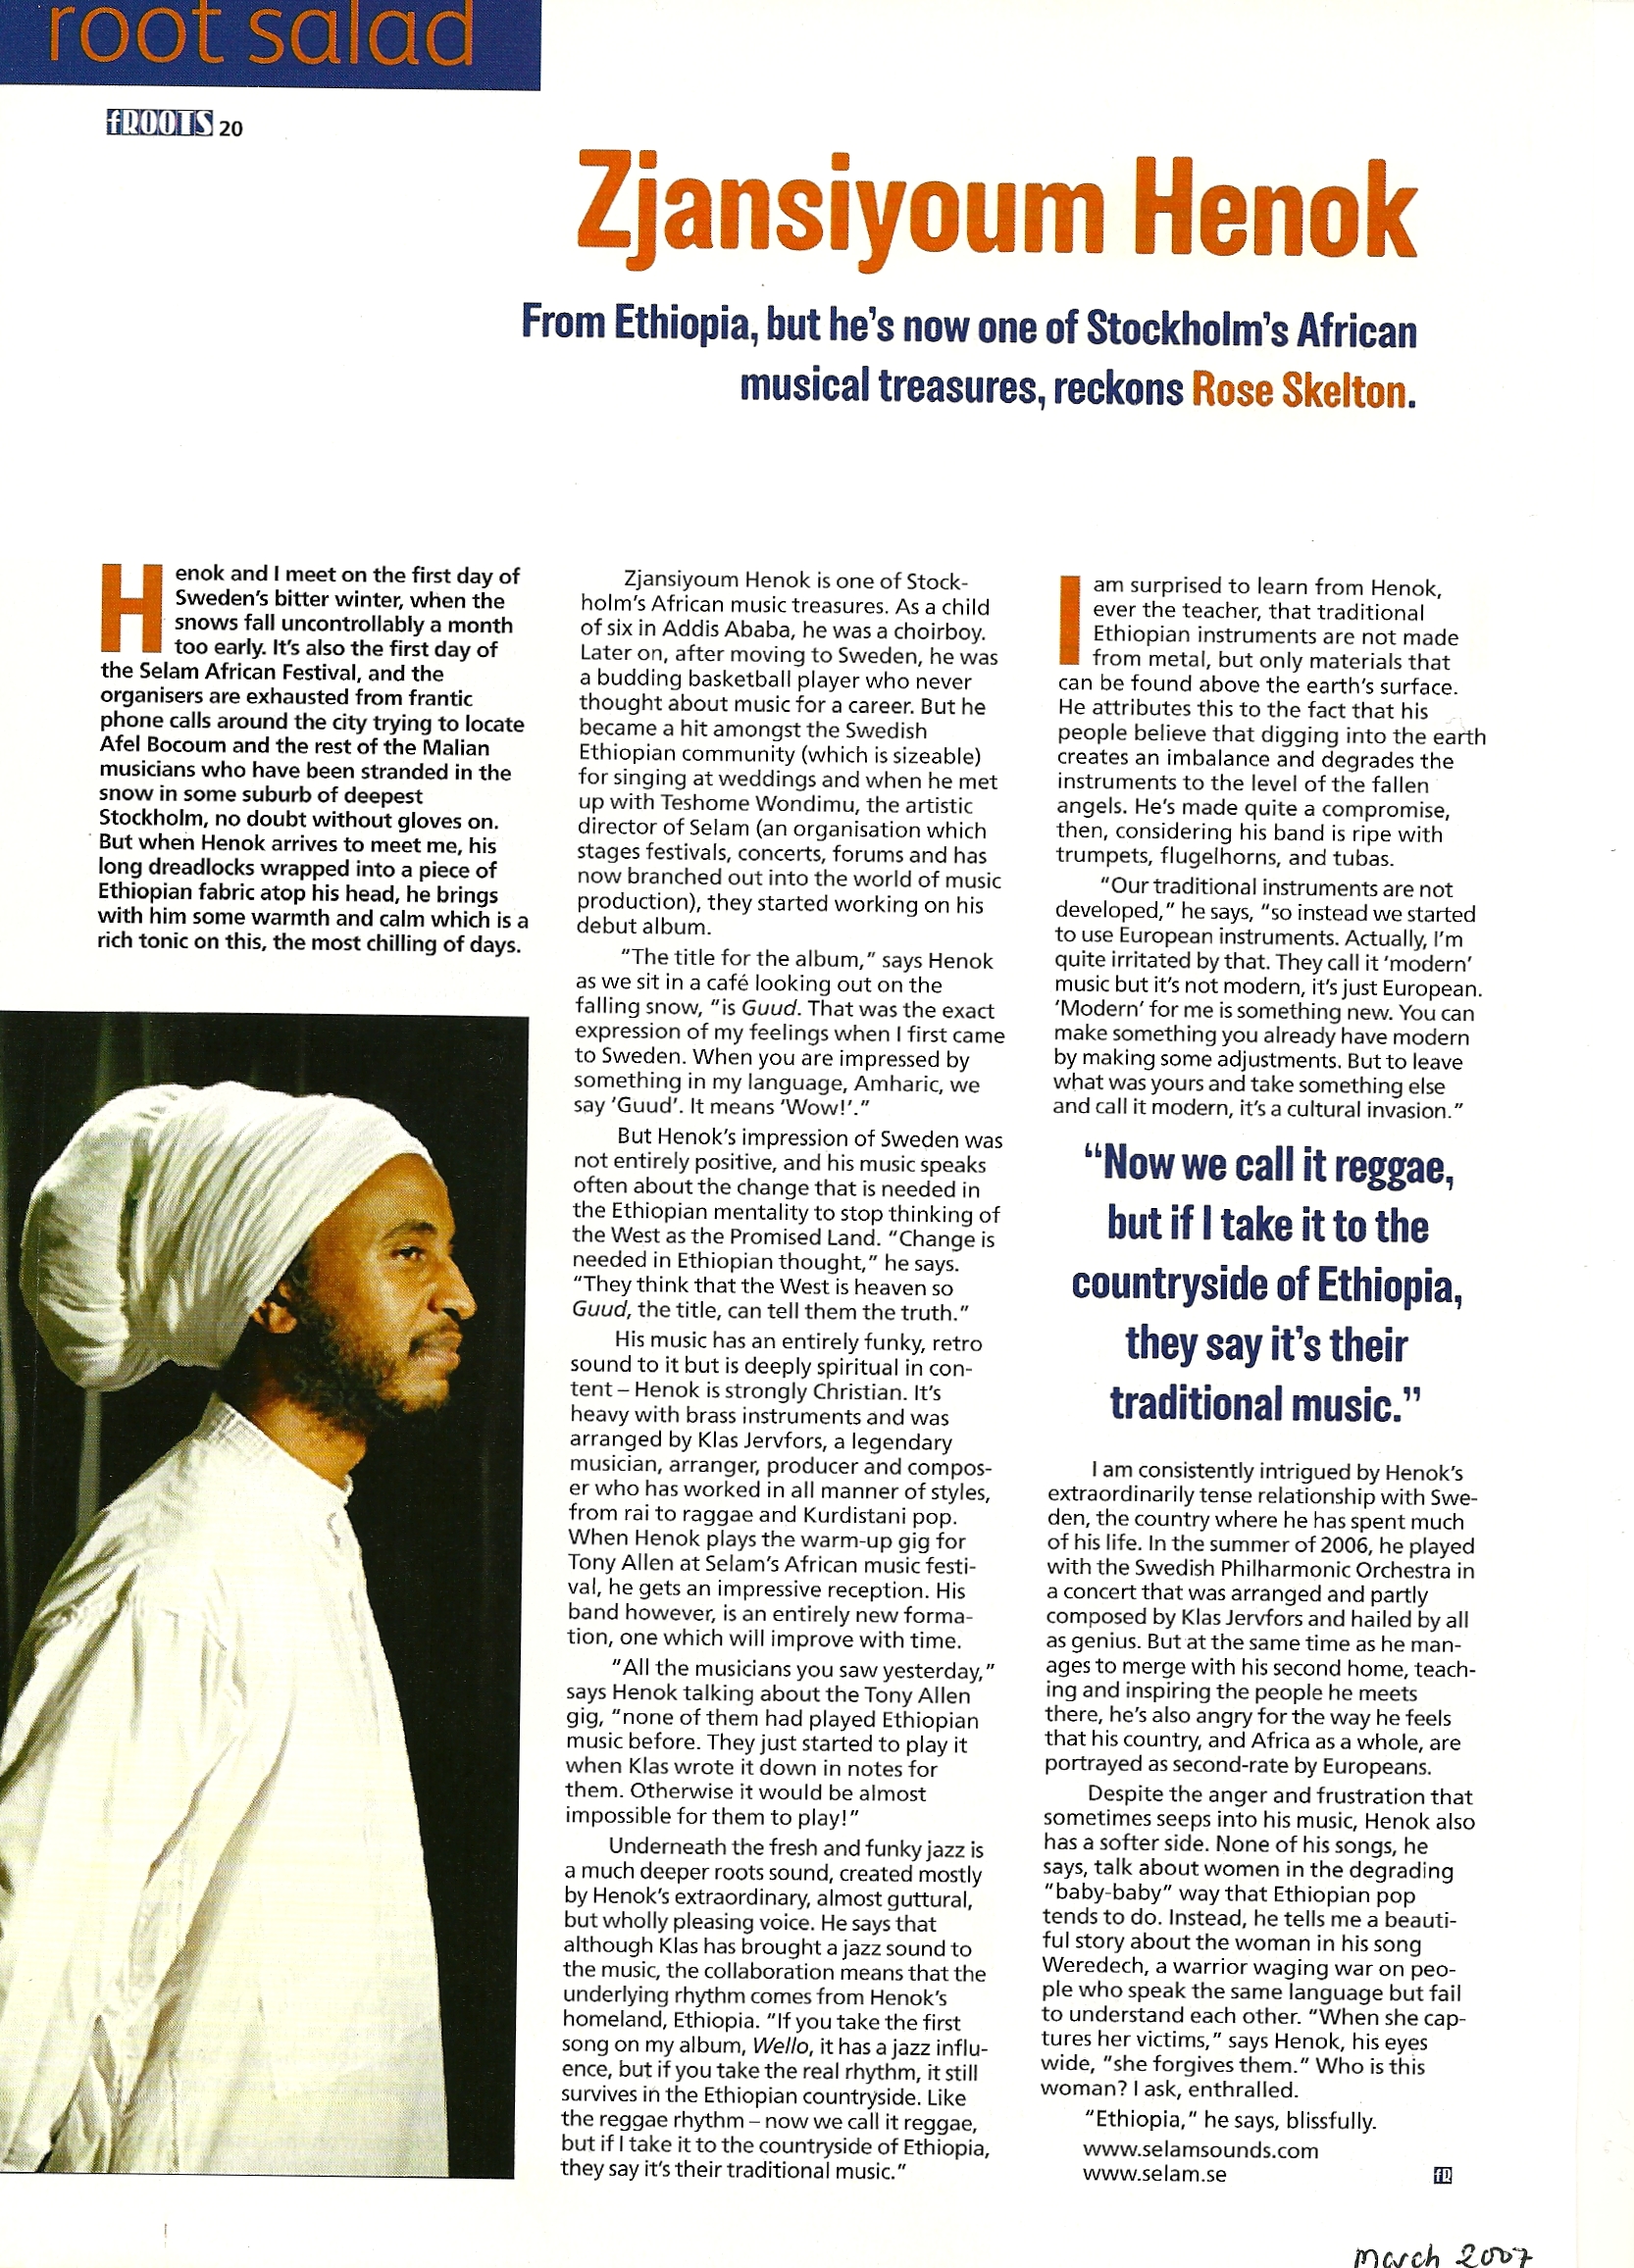 root salad
fROOTS 20
Zjansiyoum Henok
From Ethiopia, but he's now one of Stockholm's African
musical treasures, reckons Rose Skelton.
Henok and I meet on the first day of
Sweden's bitter winter, when the
snows fall uncontrollably a month
too early. It's also the first day of
the Selam African Festival, and the
organisers are exhausted from frantic
phone calls around the city trying to locate
Afel Bocoum and the rest of the Malian
musicians who have been stranded in the
snow in some suburb of deepest
Stockholm, no doubt without gloves on.
But when Henok arrives to meet me, his
long dreadlocks wrapped into a piece of
Ethiopian fabric atop his head, he brings
with him some warmth and calm which is a
rich tonic on this, the most chilling of days.
Zjansiyoum Henok is one of Stock-
holm's African music treasures. As a child
of six in Addis Ababa, he was a choirboy.
Later on, after moving to Sweden, he was
a budding basketball player who never
thought about music for a career. But he
became a hit amongst the Swedish
Ethiopian community (which is sizeable)
for singing at weddings and when he met
up with Teshome Wondimu, the artistic
director of Selam (an organisation which
stages festivals, concerts, forums and has
now branched out into the world of music
production), they started working on his
debut album.
"The title for the album," says Henok
as we sit in a café looking out on the
falling snow, "is Guud. That was the exact
expression of my feelings when I first came
to Sweden. When you are impressed by
something in my language, Amharic, we
say 'Guud'. It means 'Wow!'."
But Henok's impression of Sweden was
not entirely positive, and his music speaks
often about the change that is needed in
the Ethiopian mentality to stop thinking of
the West as the Promised Land. "Change is
needed in Ethiopian thought," he says.
"They think that the West is heaven so
Guud, the title, can tell them the truth."
His music has an entirely funky, retro
sound to it but is deeply spiritual in con-
tent – Henok is strongly Christian. It's
heavy with brass instruments and was
arranged by Klas Jervfors, a legendary
musician, arranger, producer and compos-
er who has worked in all manner of styles,
from rai to raggae and Kurdistani pop.
When Henok plays the warm-up gig for
Tony Allen at Selam's African music festi-
val, he gets an impressive reception. His
band however, is an entirely new forma-
tion, one which will improve with time.
"All the musicians you saw yesterday,"
says Henok talking about the Tony Allen
gig, "none of them had played Ethiopian
music before. They just started to play it
when Klas wrote it down in notes for
them. Otherwise it would be almost
impossible for them to play!"
Underneath the fresh and funky jazz is
a much deeper roots sound, created mostly
by Henok's extraordinary, almost guttural,
but wholly pleasing voice. He says that
although Klas has brought a jazz sound to
the music, the collaboration means that the
underlying rhythm comes from Henok's
homeland, Ethiopia. "If you take the first
song on my album, Wello, it has a jazz influ-
ence, but if you take the real rhythm, it still
survives in the Ethiopian countryside. Like
the reggae rhythm – now we call it reggae,
but if I take it to the countryside of Ethiopia,
they say it's their traditional music."
I am surprised to learn from Henok,
ever the teacher, that traditional
Ethiopian instruments are not made
from metal, but only materials that
can be found above the earth's surface.
He attributes this to the fact that his
people believe that digging into the earth
creates an imbalance and degrades the
instruments to the level of the fallen
angels. He's made quite a compromise,
then, considering his band is ripe with
trumpets, flugelhorns, and tubas.
"Our traditional instruments are not
developed," he says, "so instead we started
to use European instruments. Actually, I'm
quite irritated by that. They call it 'modern'
music but it's not modern, it's just European.
'Modern' for me is something new. You can
make something you already have modern
by making some adjustments. But to leave
what was yours and take something else
and call it modern, it's a cultural invasion."
"Now we call it reggae,
but if I take it to the
countryside of Ethiopia,
they say it's their
traditional music."
I am consistently intrigued by Henok's
extraordinarily tense relationship with Swe-
den, the country where he has spent much
of his life. In the summer of 2006, he played
with the Swedish Philharmonic Orchestra in
a concert that was arranged and partly
composed by Klas Jervfors and hailed by all
as genius. But at the same time as he man-
ages to merge with his second home, teach-
ing and inspiring the people he meets
there, he's also angry for the way he feels
that his country, and Africa as a whole, are
portrayed as second-rate by Europeans.
Despite the anger and frustration that
sometimes seeps into his music, Henok also
has a softer side. None of his songs, he
says, talk about women in the degrading
"baby-baby" way that Ethiopian pop
tends to do. Instead, he tells me a beauti-
ful story about the woman in his song
Weredech, a warrior waging war on peo-
ple who speak the same language but fail
to understand each other. "When she cap-
tures her victims," says Henok, his eyes
wide, "she forgives them." Who is this
woman? I ask, enthralled.
"Ethiopia," he says, blissfully.
www.selamsounds.com
www.selam.se
fR
march 2007